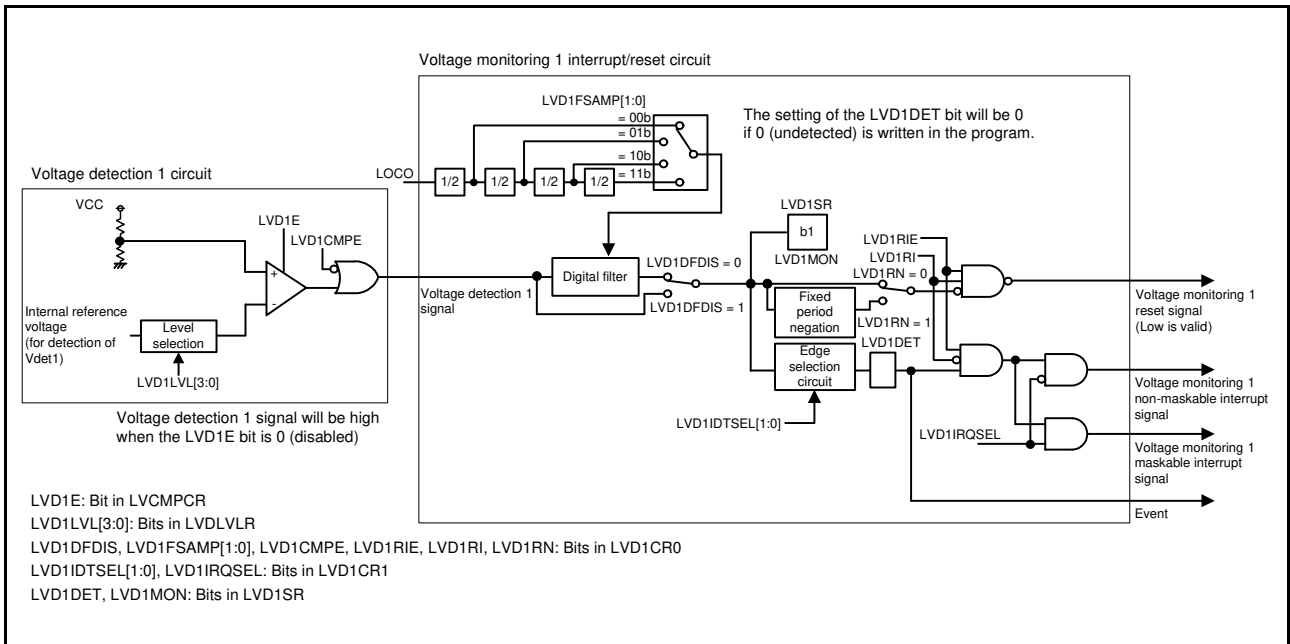 Voltage monitoring 1 interrupt/reset circuit
LVD1FSAMP[1:0]
= 00b
= 01b
= 10b
= 11b
The setting of the LVD1DET bit will be 0
if 0 (undetected) is written in the program.
LOCO
1/2
1/2
1/2
1/2
Voltage detection 1 circuit
VCC
LVD1E
LVD1CMPE
+
-
Internal reference
voltage
(for detection of
Vdet1)
Level
selection
LVD1LVL[3:0]
Voltage detection 1 signal will be high
when the LVD1E bit is 0 (disabled)
Voltage detection 1
signal
Digital filter
LVD1DFDIS = 0
LVD1DFDIS = 1
LVD1SR
b1
LVD1MON
LVD1RIE
LVD1RI
LVD1RN = 0
Fixed
period
negation
LVD1RN = 1
Edge
selection
circuit
LVD1DET
LVD1IDTSEL[1:0]
LVD1IRQSEL
Voltage monitoring 1
reset signal
(Low is valid)
Voltage monitoring 1
non-maskable interrupt
signal
Voltage monitoring 1
maskable interrupt
signal
Event
LVD1E: Bit in LVCMPCR
LVD1LVL[3:0]: Bits in LVDLVLR
LVD1DFDIS, LVD1FSAMP[1:0], LVD1CMPE, LVD1RIE, LVD1RI, LVD1RN: Bits in LVD1CR0
LVD1IDTSEL[1:0], LVD1IRQSEL: Bits in LVD1CR1
LVD1DET, LVD1MON: Bits in LVD1SR